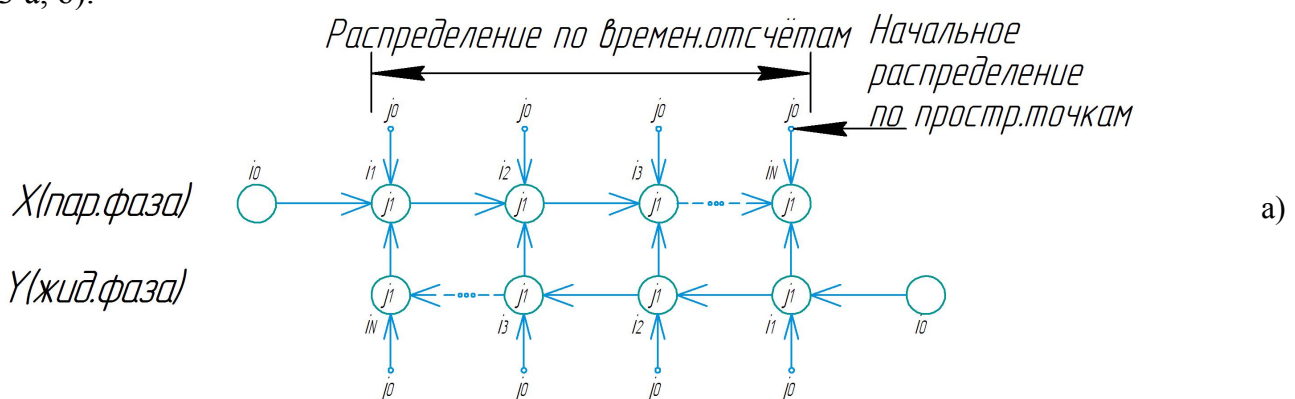 Распределение по времен.отсчётам
Начальное
распределение
по простр.точкам
j0 j0 j0 j0
i0 i1 i2 i3 iN
X(пар.фаза)
j1 j1 j1 j1
а)
Y(жид.фаза)
j1 j1 j1 j1
iN i3 i2 i1 i0
j0 j0 j0 j0